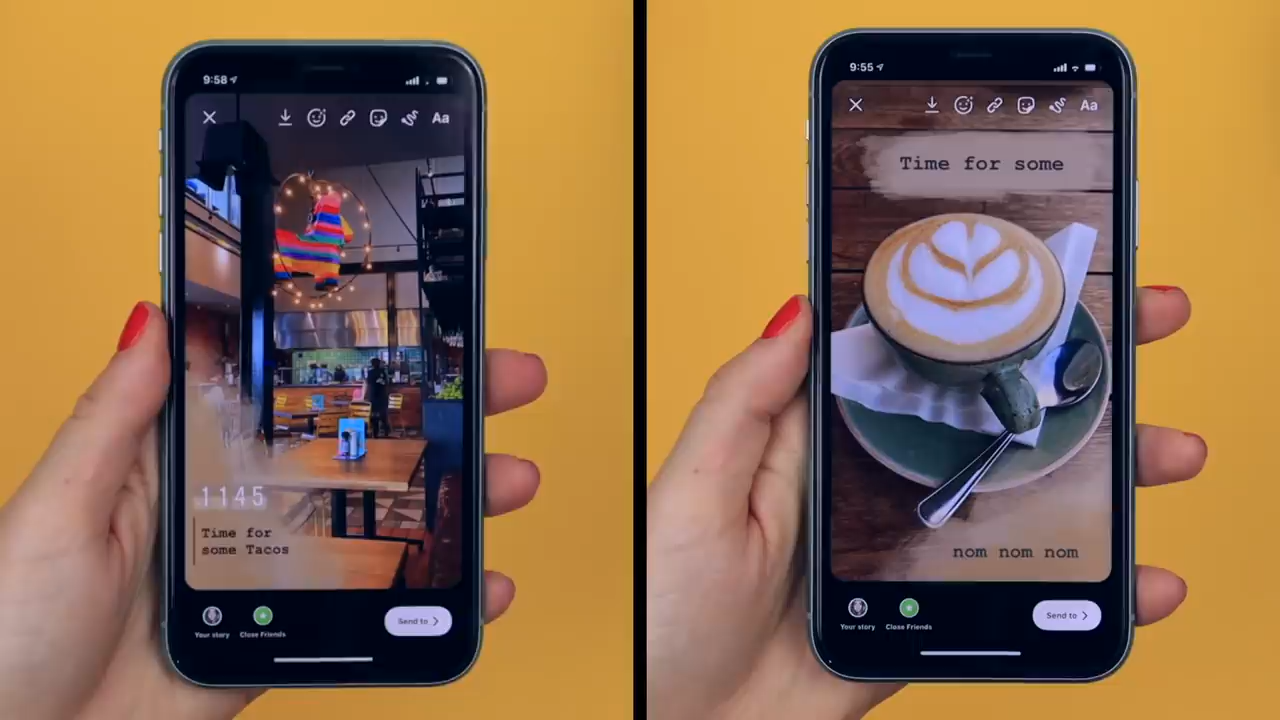 9:58
Aa
1145
Time for
some Tacos
Your story
Close Friends
Send to
9:55
Aa
Time for some
nom nom nom
Your story
Close Friends
Send to